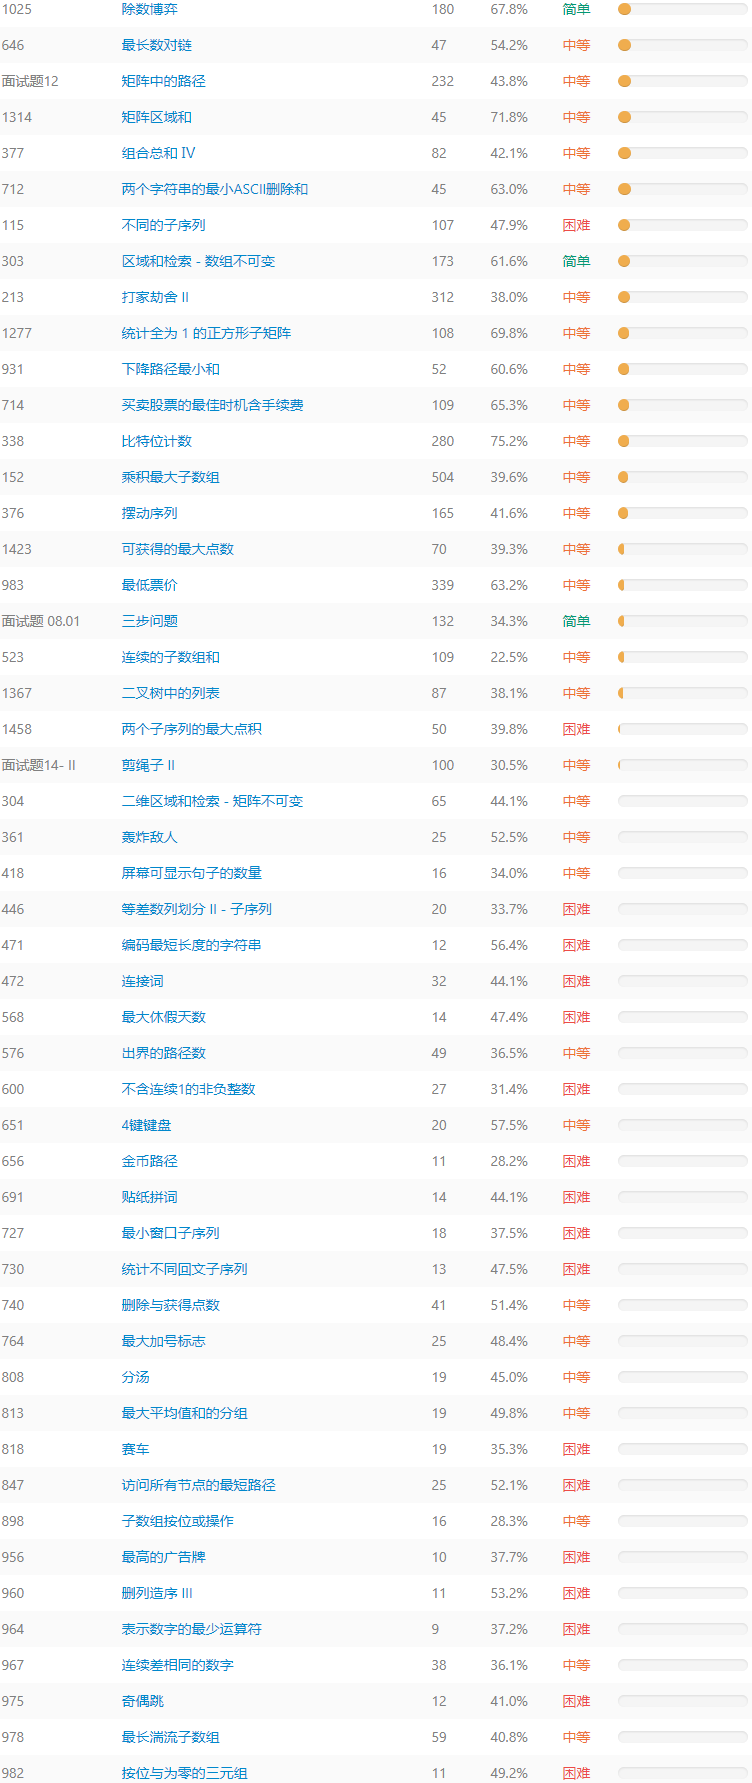 1025 除数博弈 180 67.8% 简单
646 最长数对链 47 54.2% 中等
面试题12 矩阵中的路径 232 43.8% 中等
1314 矩阵区域和 45 71.8% 中等
377 组合总和 Ⅳ 82 42.1% 中等
712 两个字符串的最小ASCII删除和 45 63.0% 中等
115 不同的子序列 107 47.9% 困难
303 区域和检索 - 数组不可变 173 61.6% 简单
213 打家劫舍 II 312 38.0% 中等
1277 统计全为 1 的正方形子矩阵 108 69.8% 中等
931 下降路径最小和 52 60.6% 中等
714 买卖股票的最佳时机含手续费 109 65.3% 中等
338 比特位计数 280 75.2% 中等
152 乘积最大子数组 504 39.6% 中等
376 摆动序列 165 41.6% 中等
1423 可获得的最大点数 70 39.3% 中等
983 最低票价 339 63.2% 中等
面试题 08.01 三步问题 132 34.3% 简单
523 连续的子数组和 109 22.5% 中等
1367 二叉树中的列表 87 38.1% 中等
1458 两个子序列的最大点积 50 39.8% 困难
面试题14- II 剪绳子 II 100 30.5% 中等
304 二维区域和检索 - 矩阵不可变 65 44.1% 中等
361 轰炸敌人 25 52.5% 中等
418 屏幕可显示句子的数量 16 34.0% 中等
446 等差数列划分 II - 子序列 20 33.7% 困难
471 编码最短长度的字符串 12 56.4% 困难
472 连接词 32 44.1% 困难
568 最大休假天数 14 47.4% 困难
576 出界的路径数 49 36.5% 中等
600 不含连续1的非负整数 27 31.4% 困难
651 4键键盘 20 57.5% 中等
656 金币路径 11 28.2% 困难
691 贴纸拼词 14 44.1% 困难
727 最小窗口子序列 18 37.5% 困难
730 统计不同回文子序列 13 47.5% 困难
740 删除与获得点数 41 51.4% 中等
764 最大加号标志 25 48.4% 中等
808 分汤 19 45.0% 中等
813 最大平均值和的分组 19 49.8% 中等
818 赛车 19 35.3% 困难
847 访问所有节点的最短路径 25 52.1% 困难
898 子数组按位或操作 16 28.3% 中等
956 最高的广告牌 10 37.7% 困难
960 删列造序 III 11 53.2% 困难
964 表示数字的最少运算符 9 37.2% 困难
967 连续差相同的数字 38 36.1% 中等
975 奇偶跳 12 41.0% 困难
978 最长湍流子数组 59 40.8% 中等
982 按位与为零的三元组 11 49.2% 困难